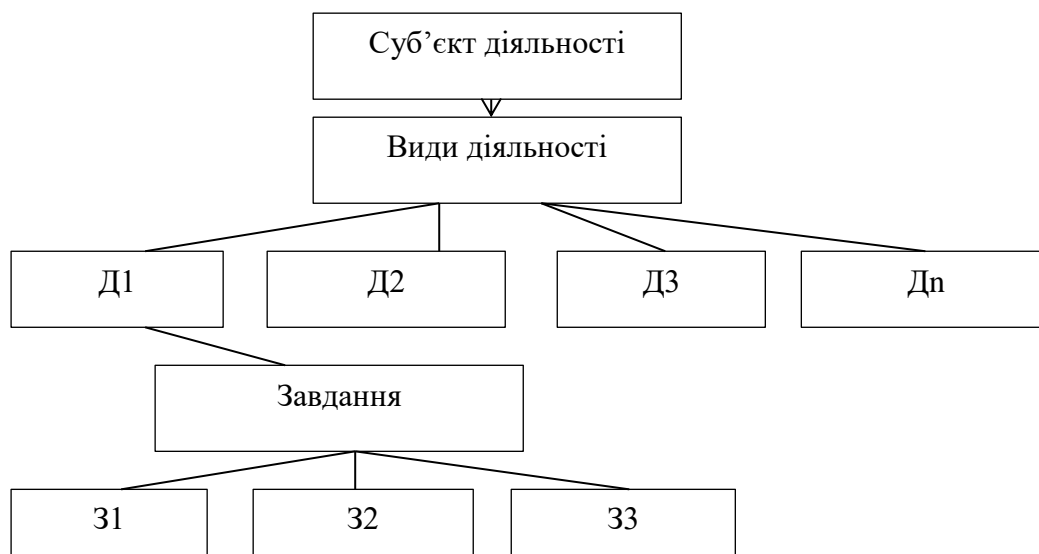 Суб’єкт діяльності
Види діяльності
Д1
Д2
Д3
Дn
Завдання
З1
З2
З3